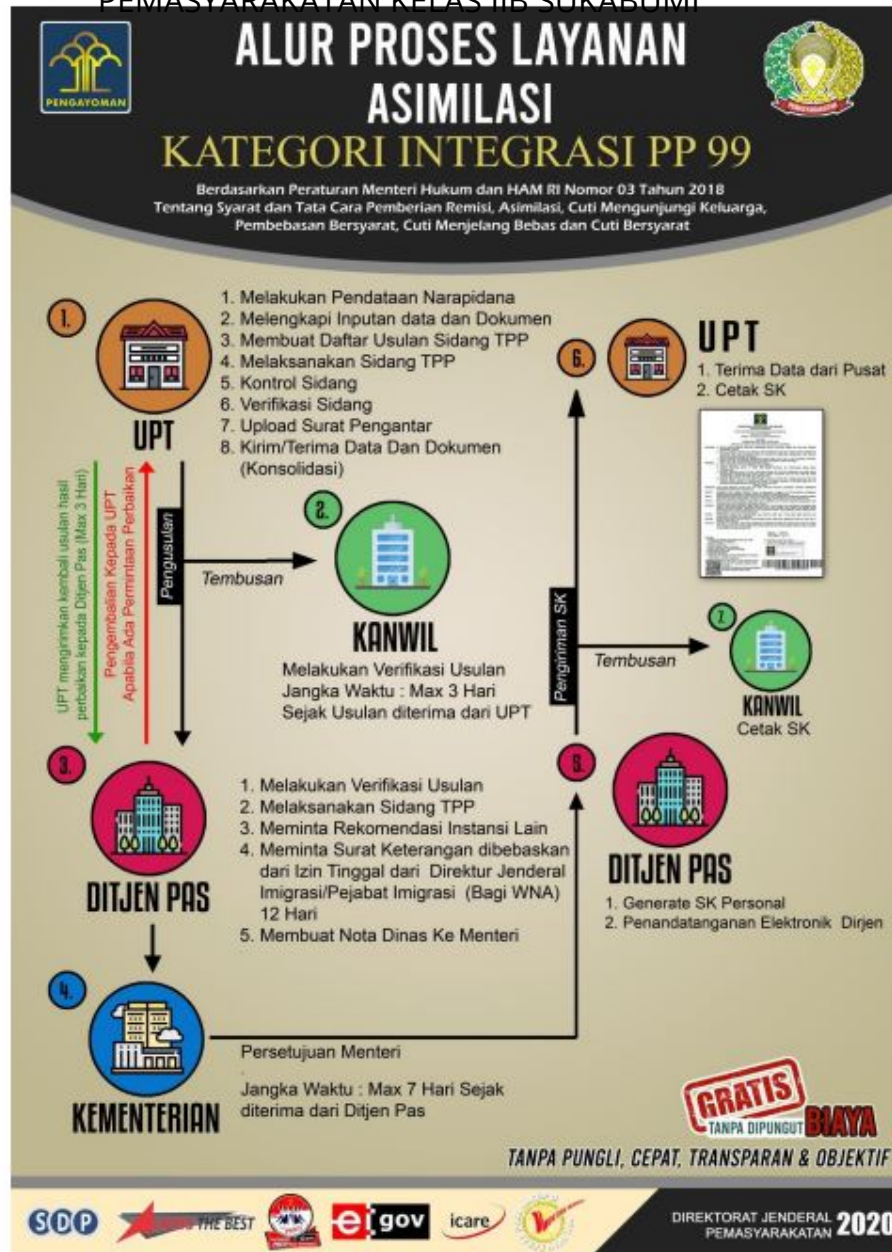 PEMASYARAKATAN KELAS IIB SUKABUMI
PENGAYOMAN
ALUR PROSES LAYANAN
ASIMILASI
KATEGORI INTEGRASI PP 99
Berdasarkan Peraturan Menteri Hukum dan HAM RI Nomor 03 Tahun 2018
Tentang Syarat dan Tata Cara Pemberian Remisi, Asimilasi, Cuti Mengunjungi Keluarga,
Pembebasan Bersyarat, Cuti Menjelang Bebas dan Cuti Bersyarat
1.
UPT
1. Melakukan Pendataan Narapidana
2. Melengkapi Inputan data dan Dokumen
3. Membuat Daftar Usulan Sidang TPP
4. Melaksanakan Sidang TPP
5. Kontrol Sidang
6. Verifikasi Sidang
7. Upload Surat Pengantar
8. Kirim/Terima Data Dan Dokumen
(Konsolidasi)
UPT mengirimkan kembali usulan hasil
perbaikan kepada Ditjen Pas (Max 3 Hari)
Pengembalian Kepada UPT
Apabila Ada Permintaan Perbaikan
Pengusulan
Tembusan
2.
KANWIL
Melakukan Verifikasi Usulan
Jangka Waktu : Max 3 Hari
Sejak Usulan diterima dari UPT
3.
DITJEN PAS
1. Melakukan Verifikasi Usulan
2. Melaksanakan Sidang TPP
3. Meminta Rekomendasi Instansi Lain
4. Meminta Surat Keterangan dibebaskan
dari Izin Tinggal dari Direktur Jenderal
Imigrasi/Pejabat Imigrasi (Bagi WNA)
12 Hari
5. Membuat Nota Dinas Ke Menteri
4.
KEMENTERIAN
Persetujuan Menteri
Jangka Waktu : Max 7 Hari Sejak
diterima dari Ditjen Pas
5.
DITJEN PAS
1. Generate SK Personal
2. Penandatanganan Elektronik Dirjen
Pengiriman SK
Tembusan
6.
UPT
1. Terima Data dari Pusat
2. Cetak SK
7.
KANWIL
Cetak SK
GRATIS
TANPA DIPUNGUT BIAYA
TANPA PUNGLI, CEPAT, TRANSPARAN & OBJEKTIF
SDP
THE BEST
e gov
icare
DIREKTORAT JENDERAL
PEMASYARAKATAN 2020